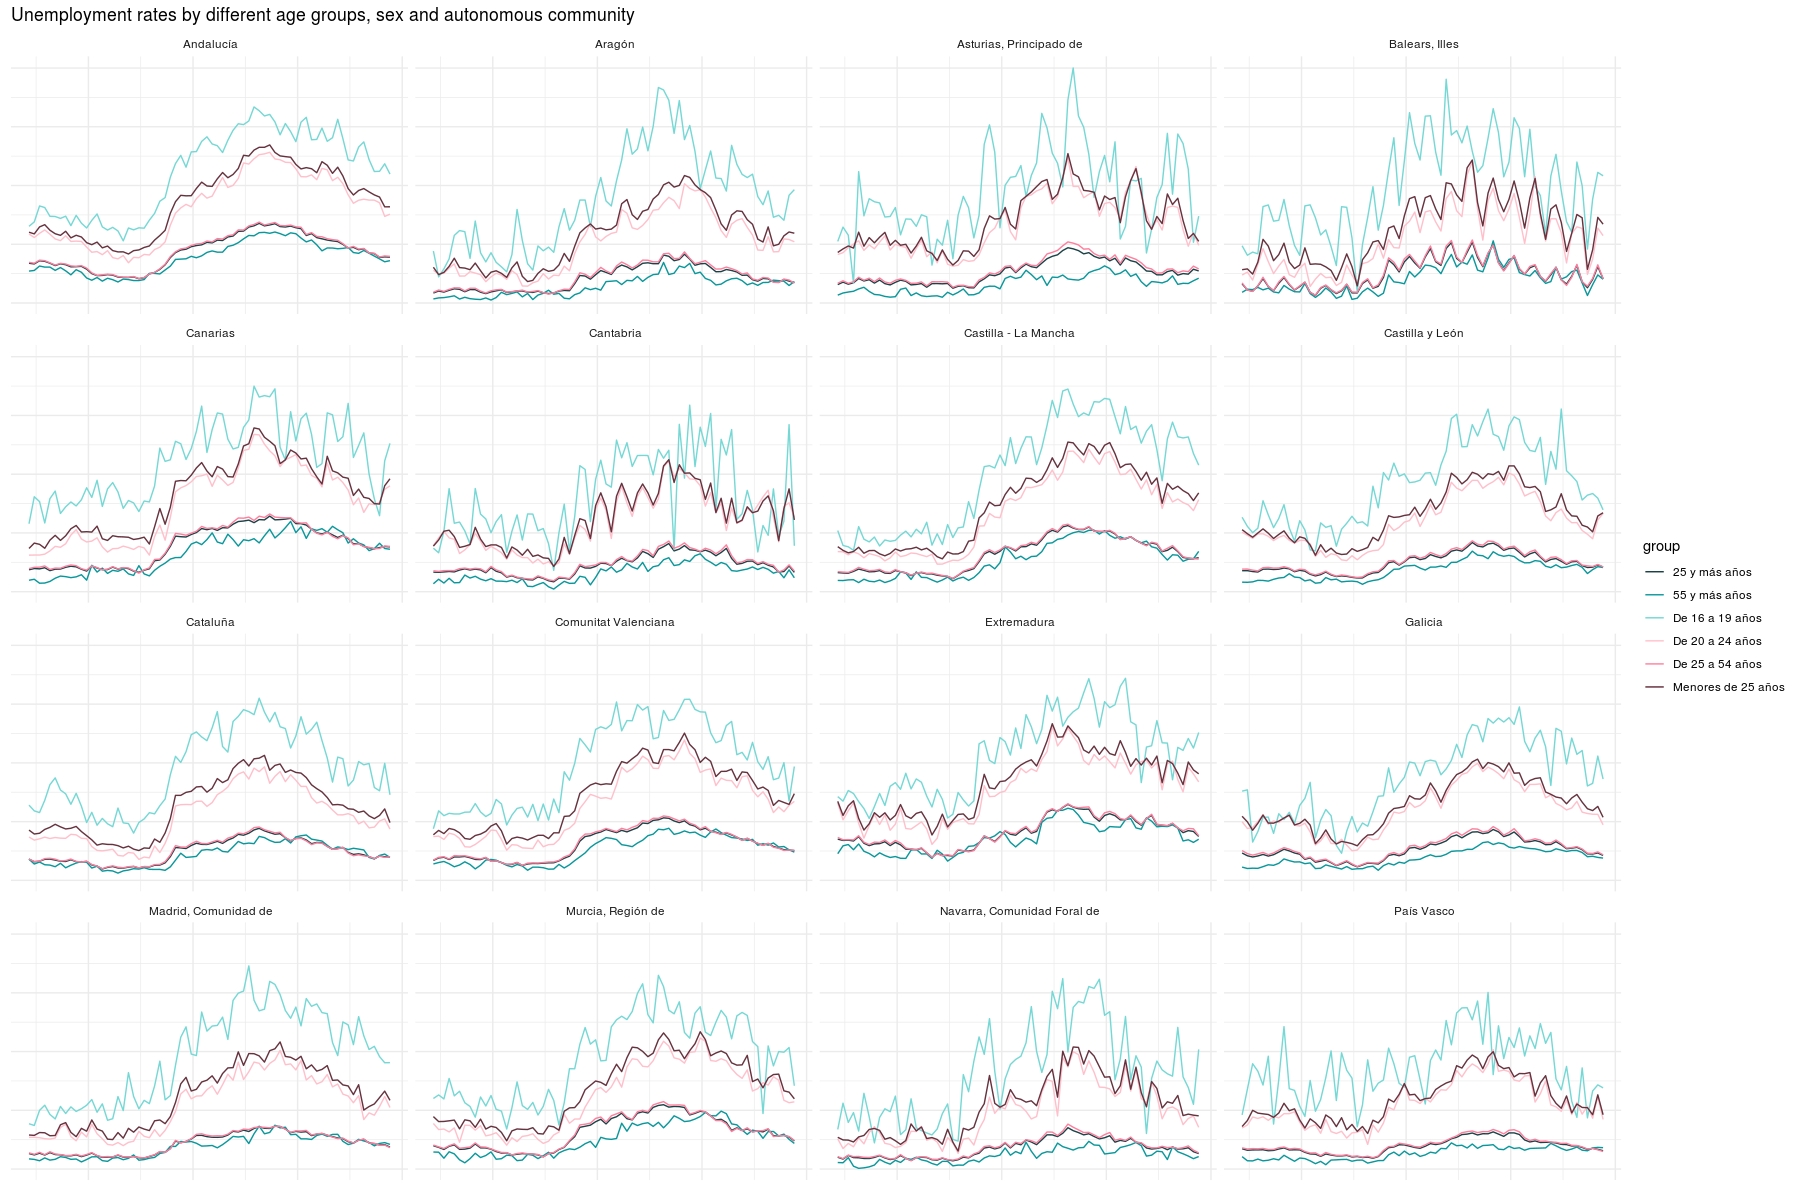 Unemployment rates by different age groups, sex and autonomous community
Andalucía
Aragón
Asturias, Principado de
Balears, Illes
Canarias
Cantabria
Castilla - La Mancha
Castilla y León
Cataluña
Comunitat Valenciana
Extremadura
Galicia
Madrid, Comunidad de
Murcia, Región de
Navarra, Comunidad Foral de
País Vasco
group
25 y más años
55 y más años
De 16 a 19 años
De 20 a 24 años
De 25 a 54 años
Menores de 25 años